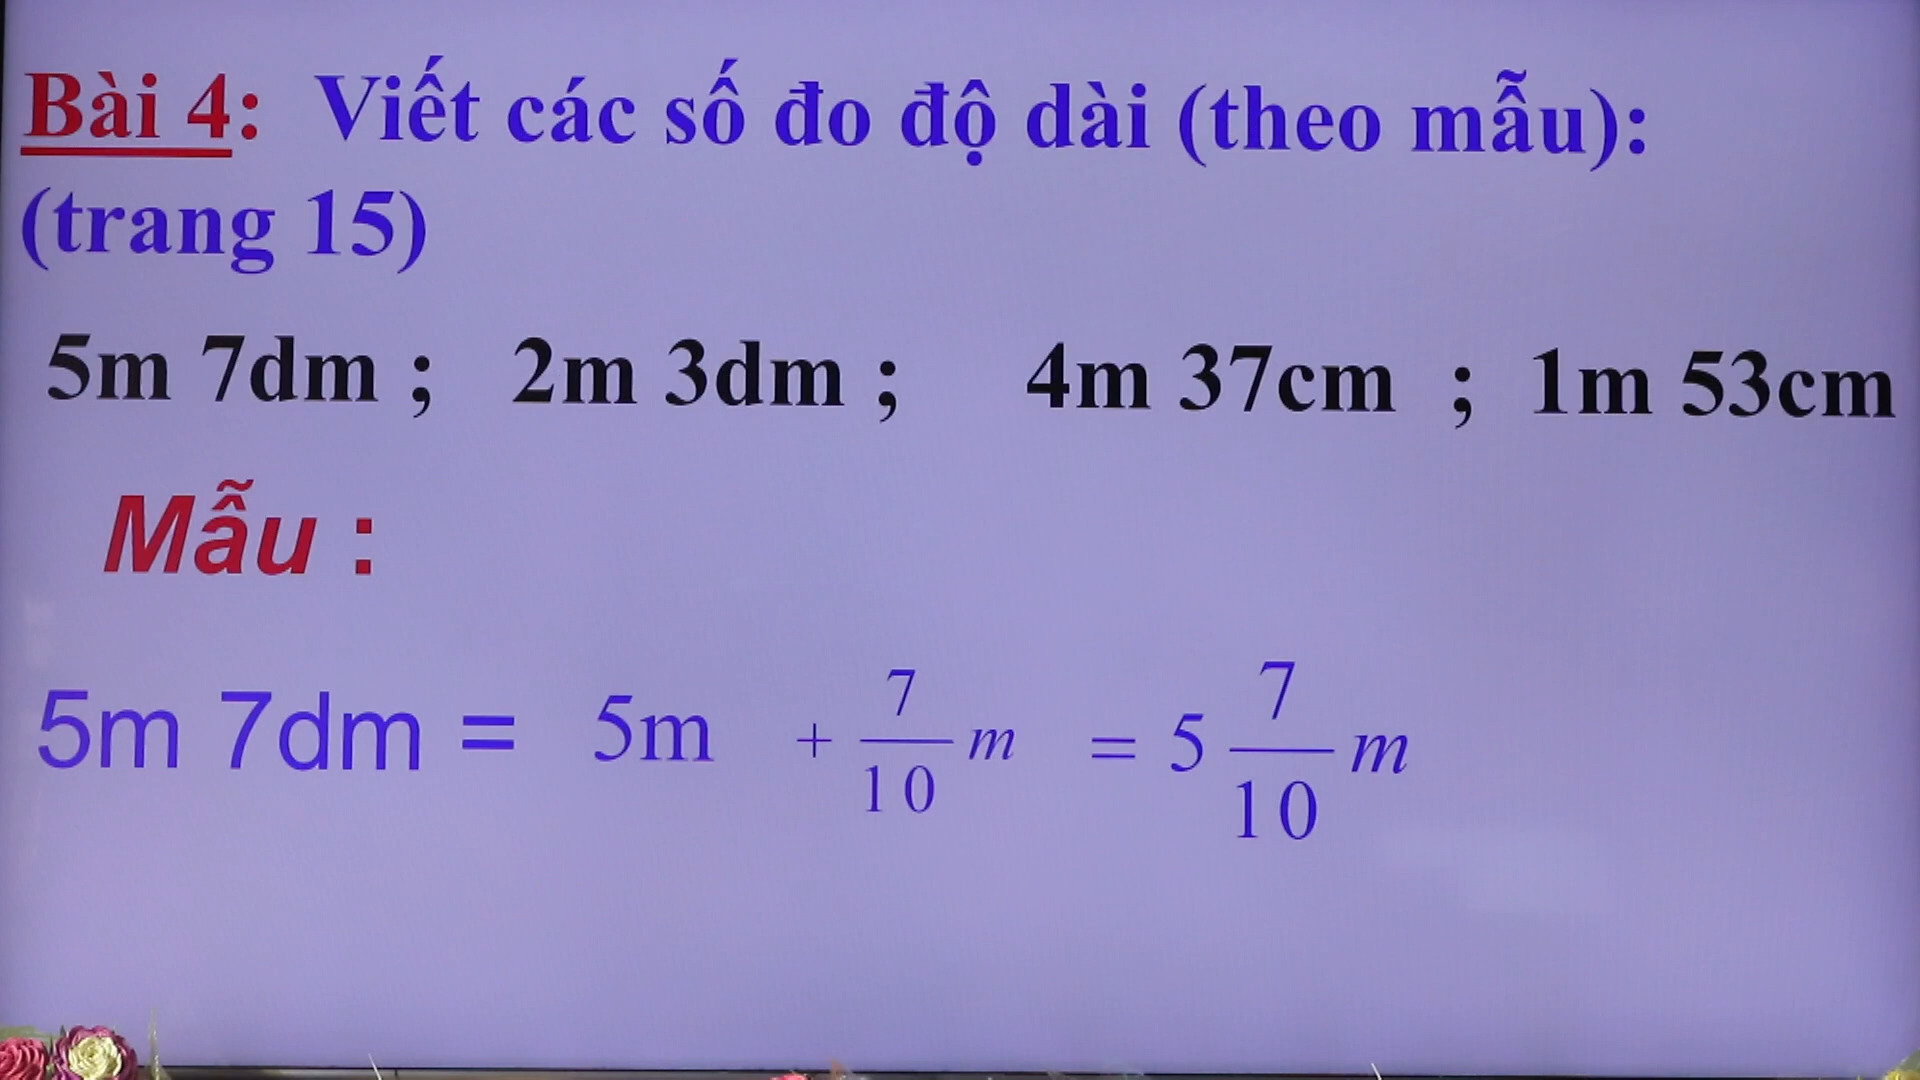 Bài 4: Viết các số đo độ dài (theo mẫu):
(trang 15)
5m 7dm ; 2m 3dm ; 4m 37cm ; 1m 53cm
Mẫu :
5m 7dm = 5m + 7/10 m = 5 7/10 m